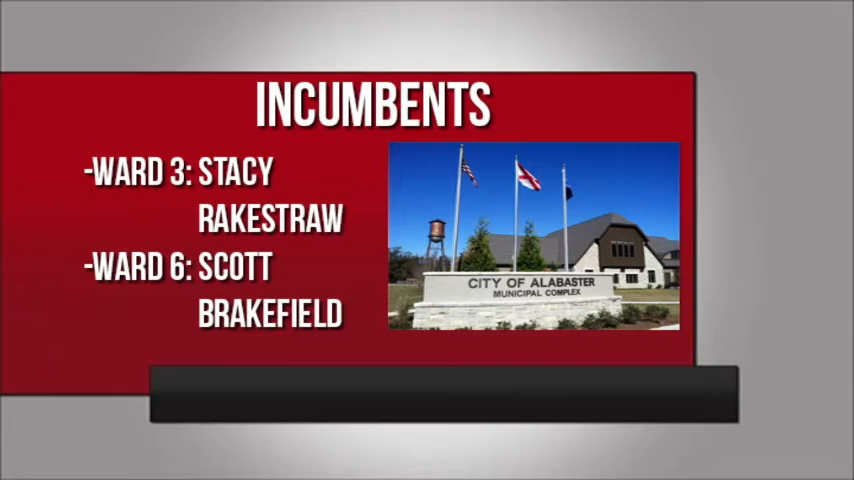 INCUMBENTS
-WARD 3: STACY
RAKESTRAW
-WARD 6: SCOTT
BRAKEFIELD
CITY OF ALABASTER
MUNICIPAL COMPLEX